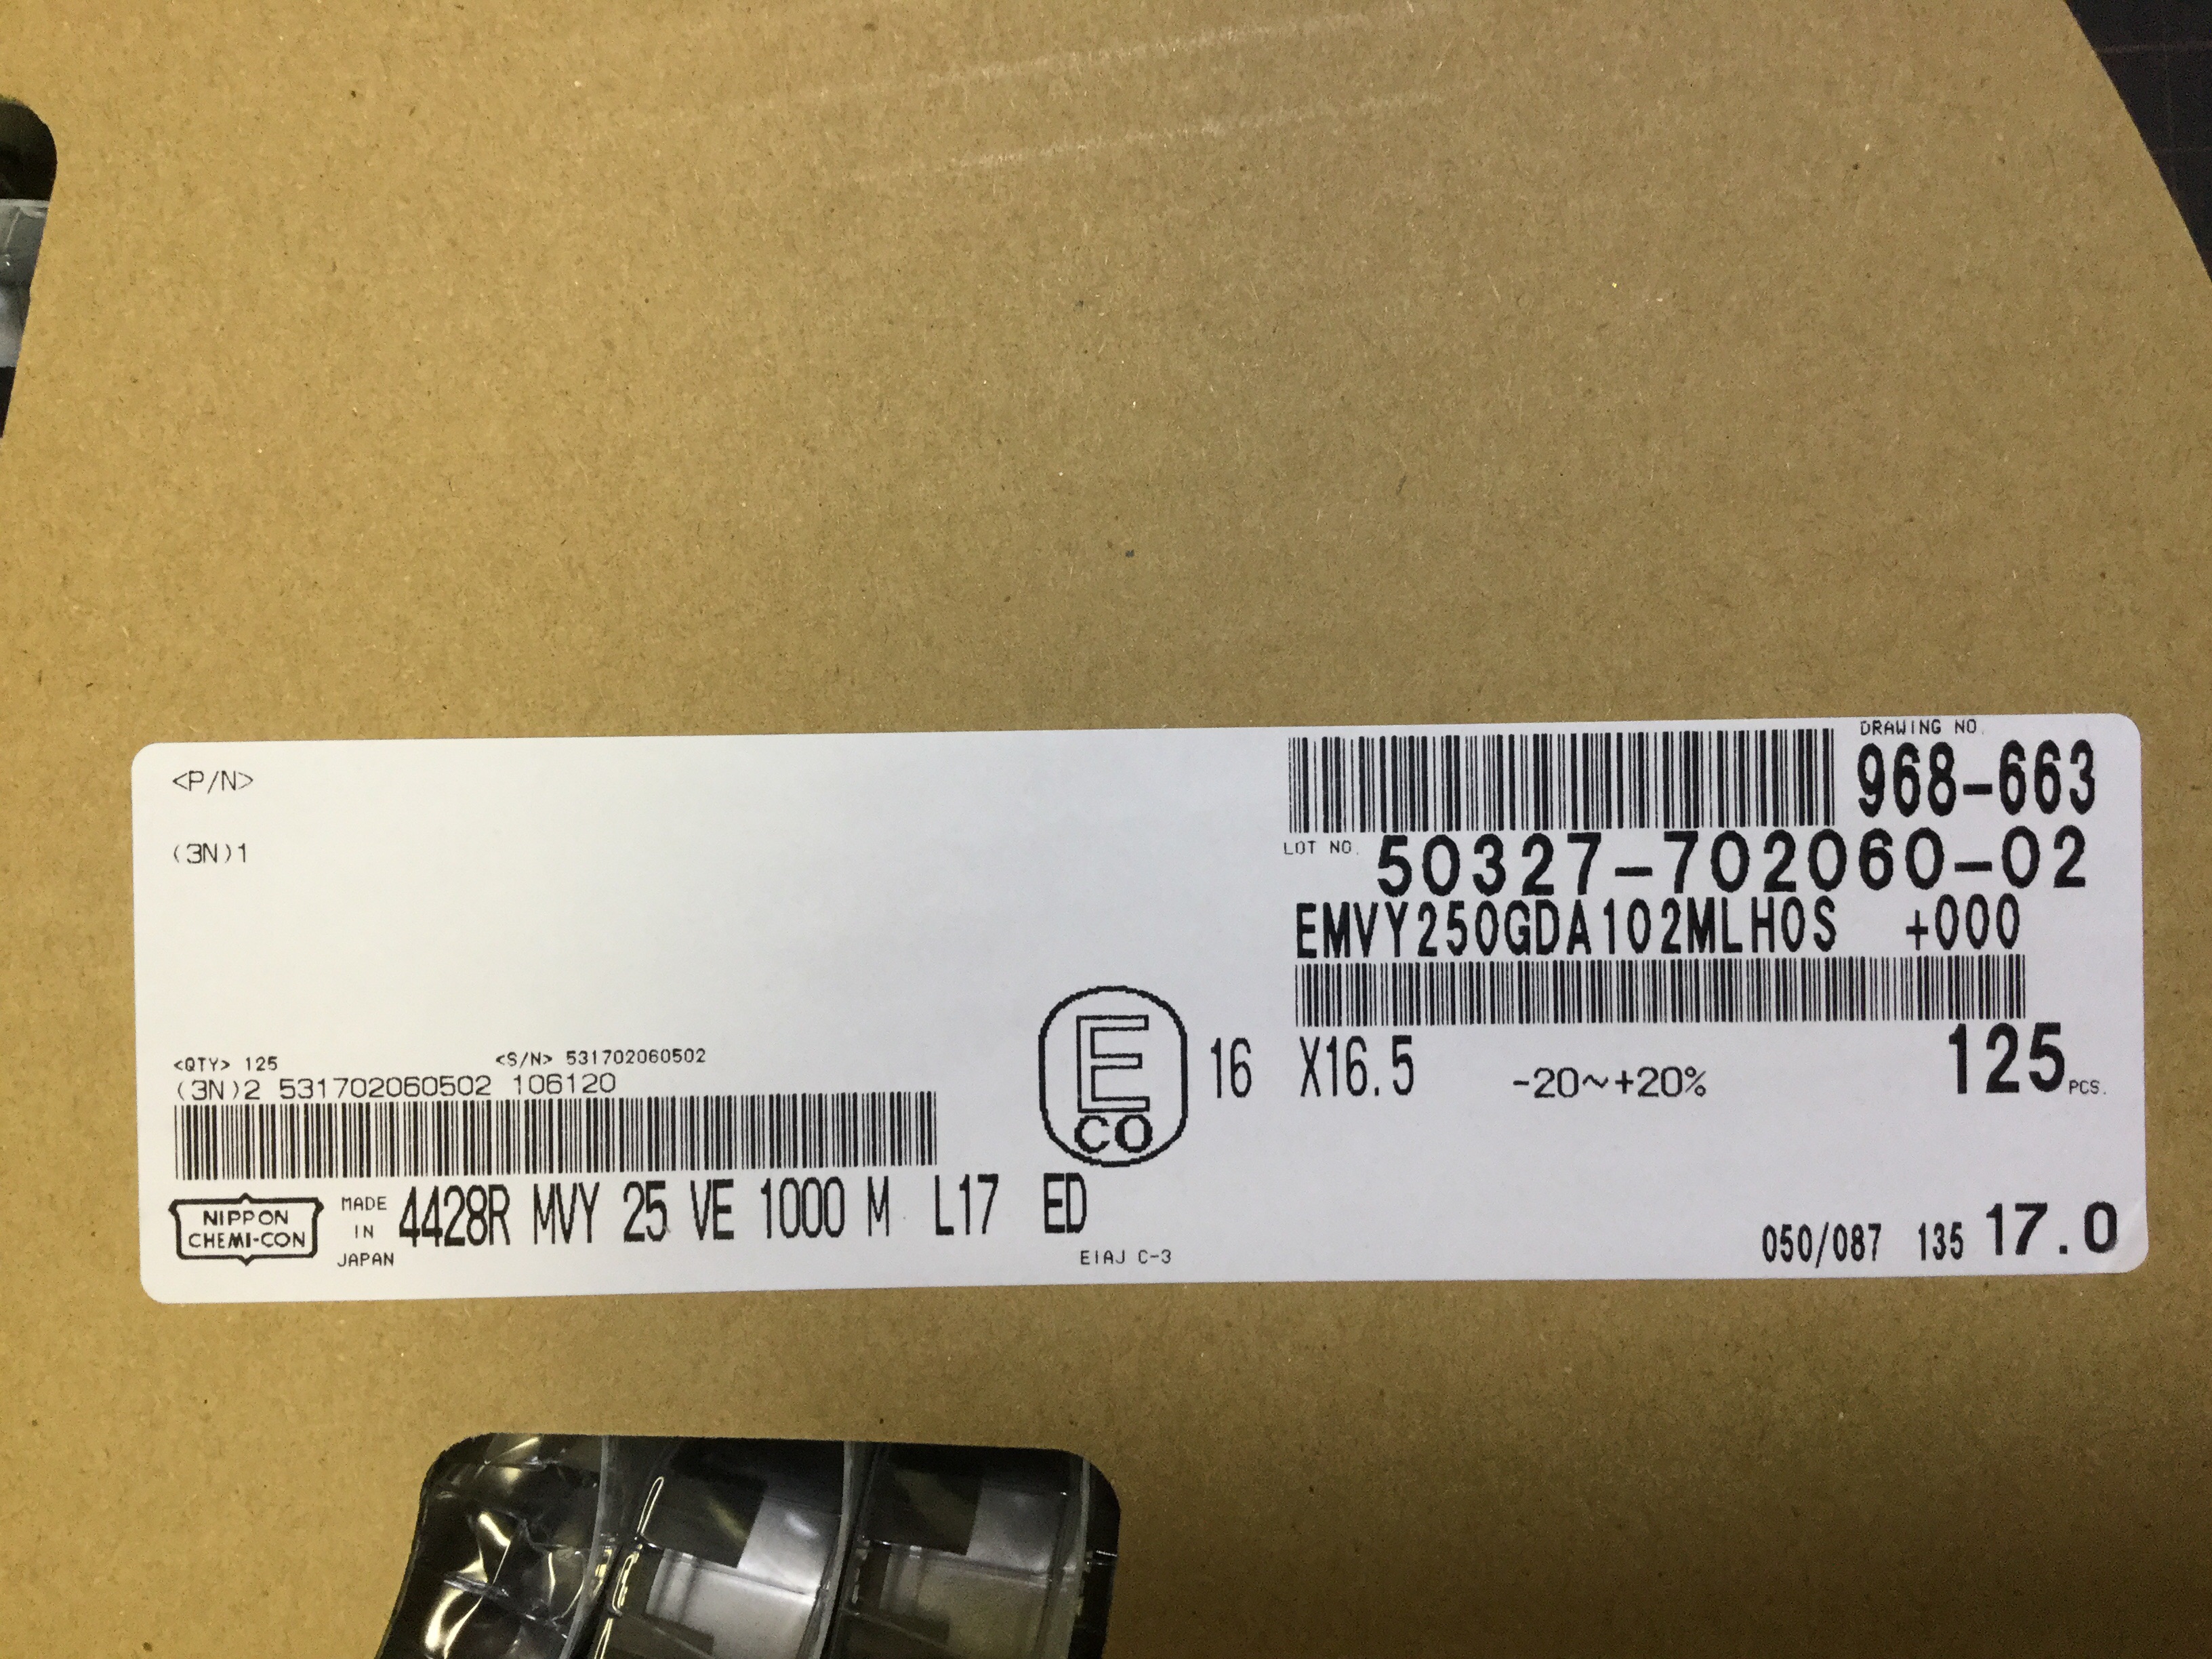 <P/N>
(3N)1
DRAWING NO.
968-663
LOT NO. 50327-702060-02
EMVY250GDA102MLH0S +000
<QTY> 125 <S/N> 531702060502
(3N)2 531702060502 106120
E
CO
16 X16.5 -20~+20% 125 PCS.
NIPPON
CHEMI-CON
MADE
IN
JAPAN
4428R MVY 25 VE 1000 M L17 ED
EIAJ C-3
050/087 135 17.0